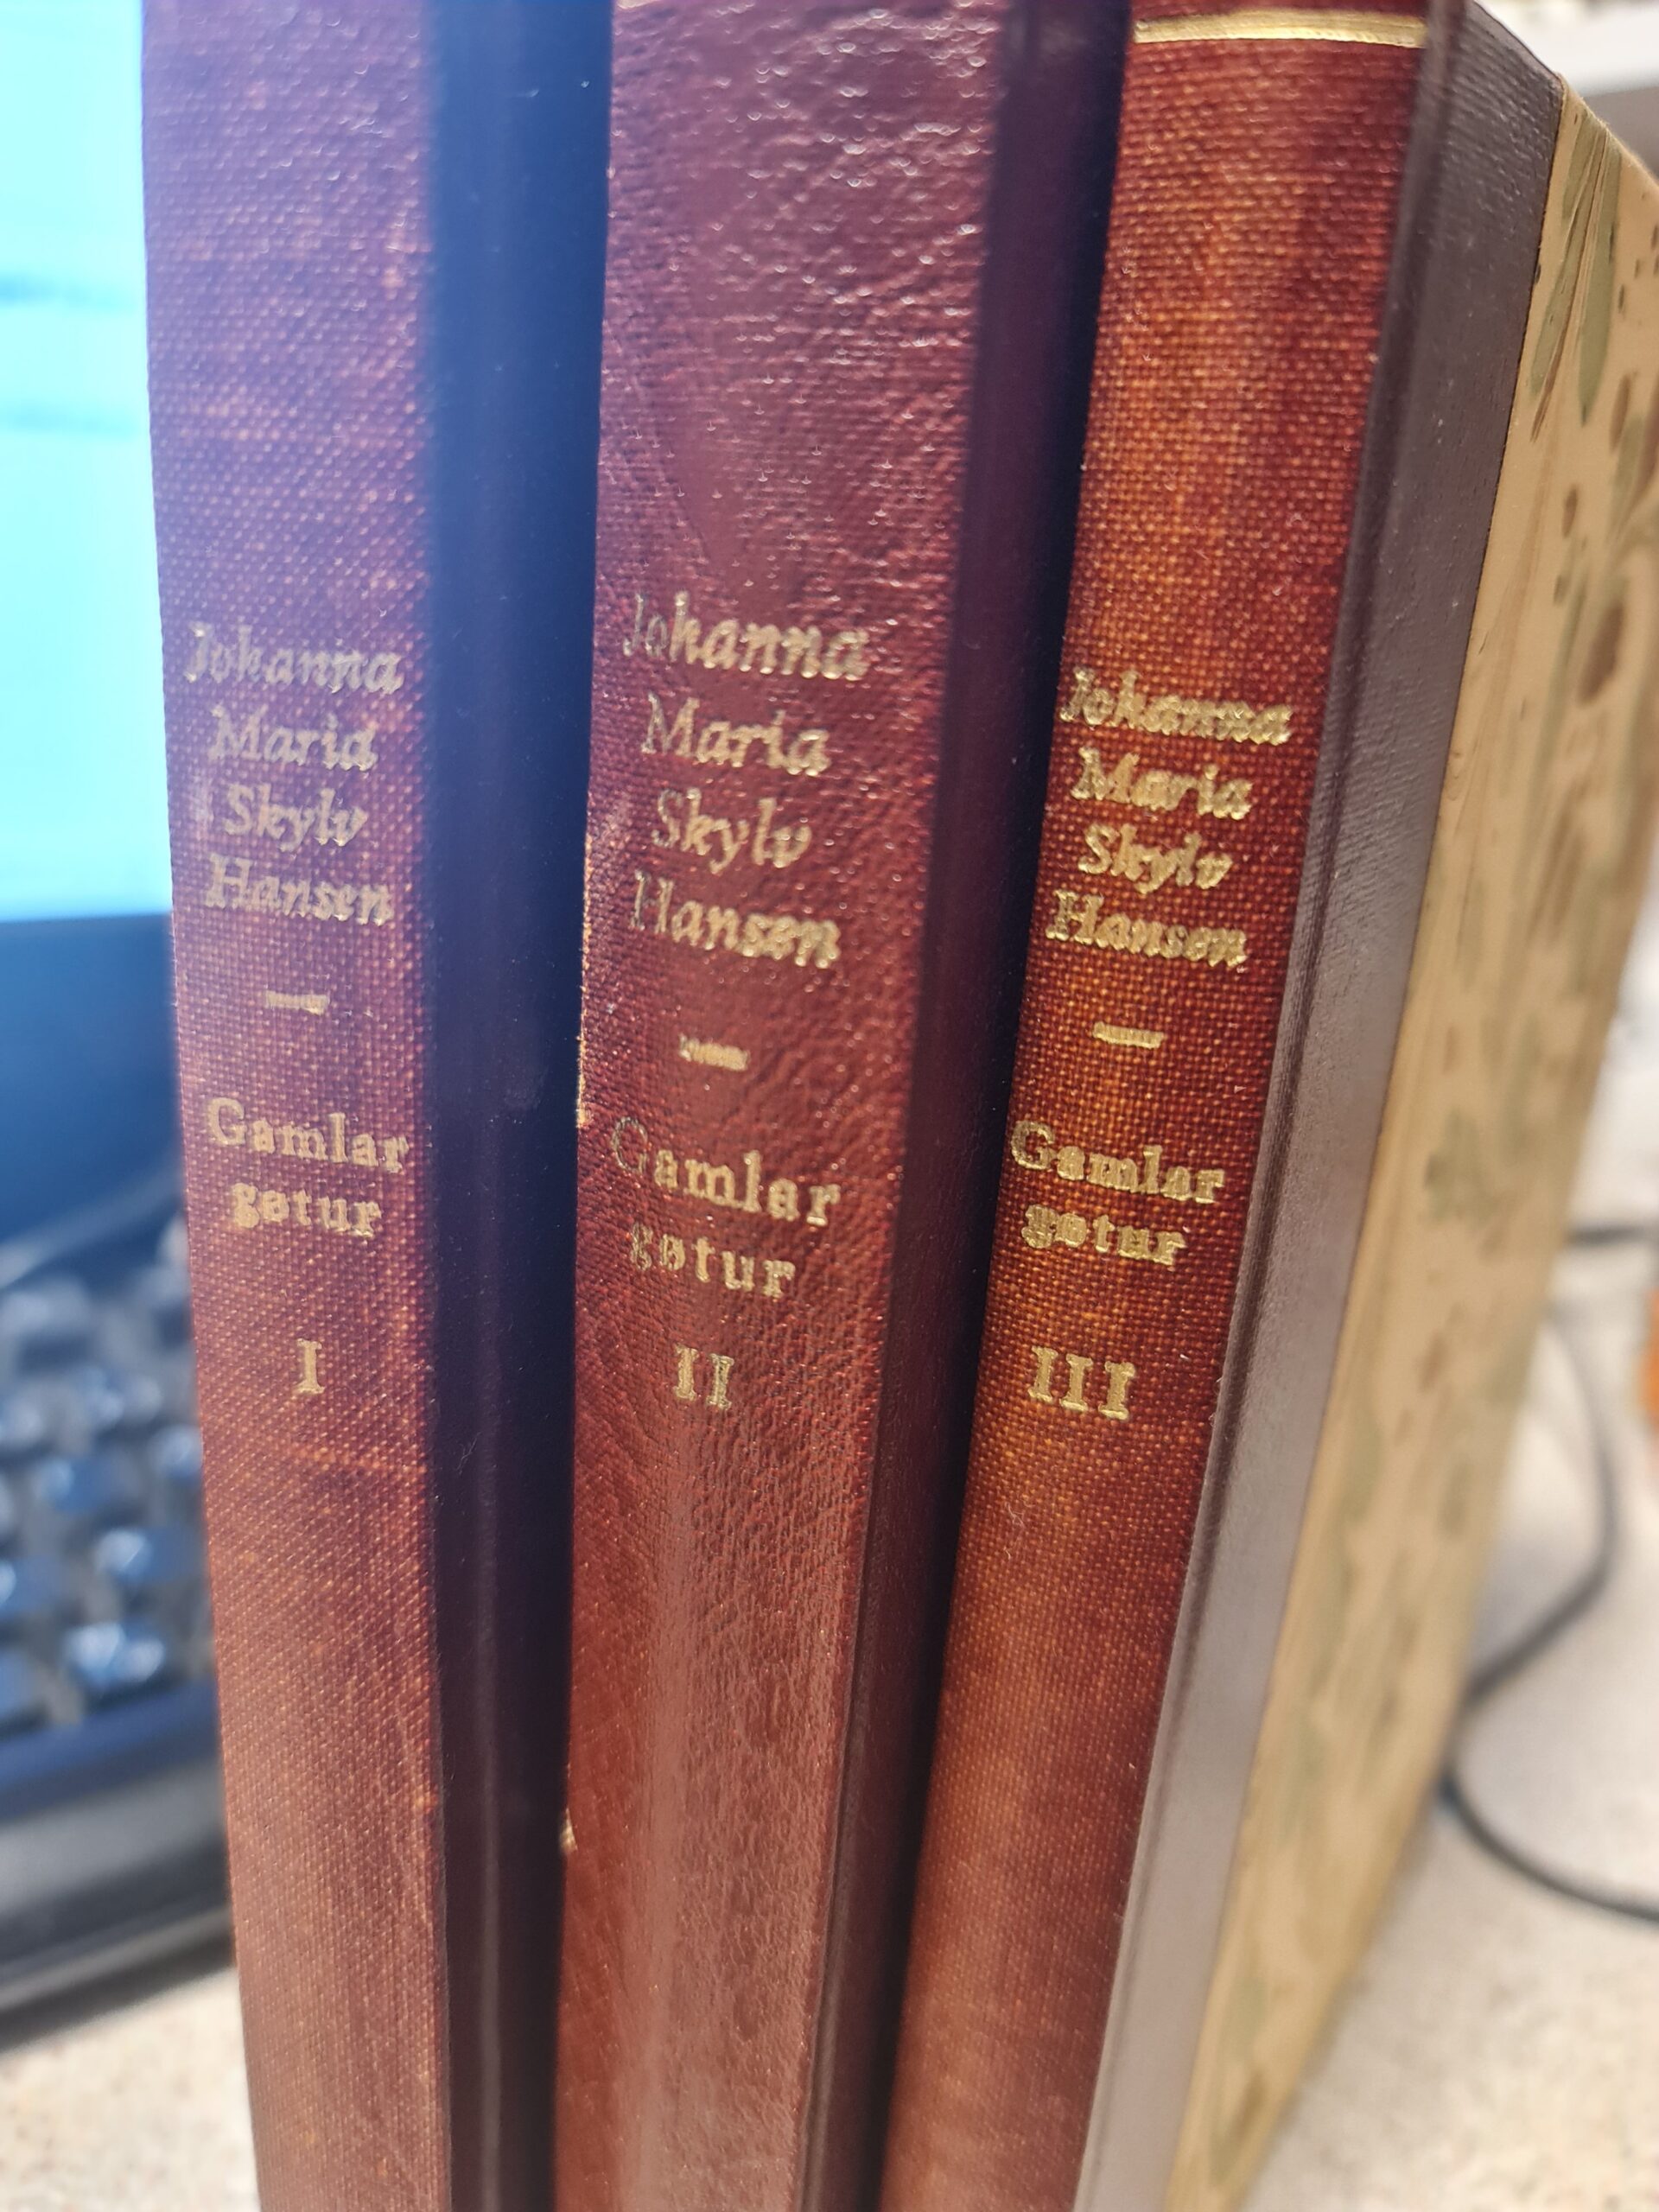 Johanna
Maria
Skylv
Hansen
Gamlar
gøtur
I
Johanna
Maria
Skylv
Hansen
Gamlar
gøtur
II
Johanna
Maria
Skylv
Hansen
Gamlar
gøtur
III